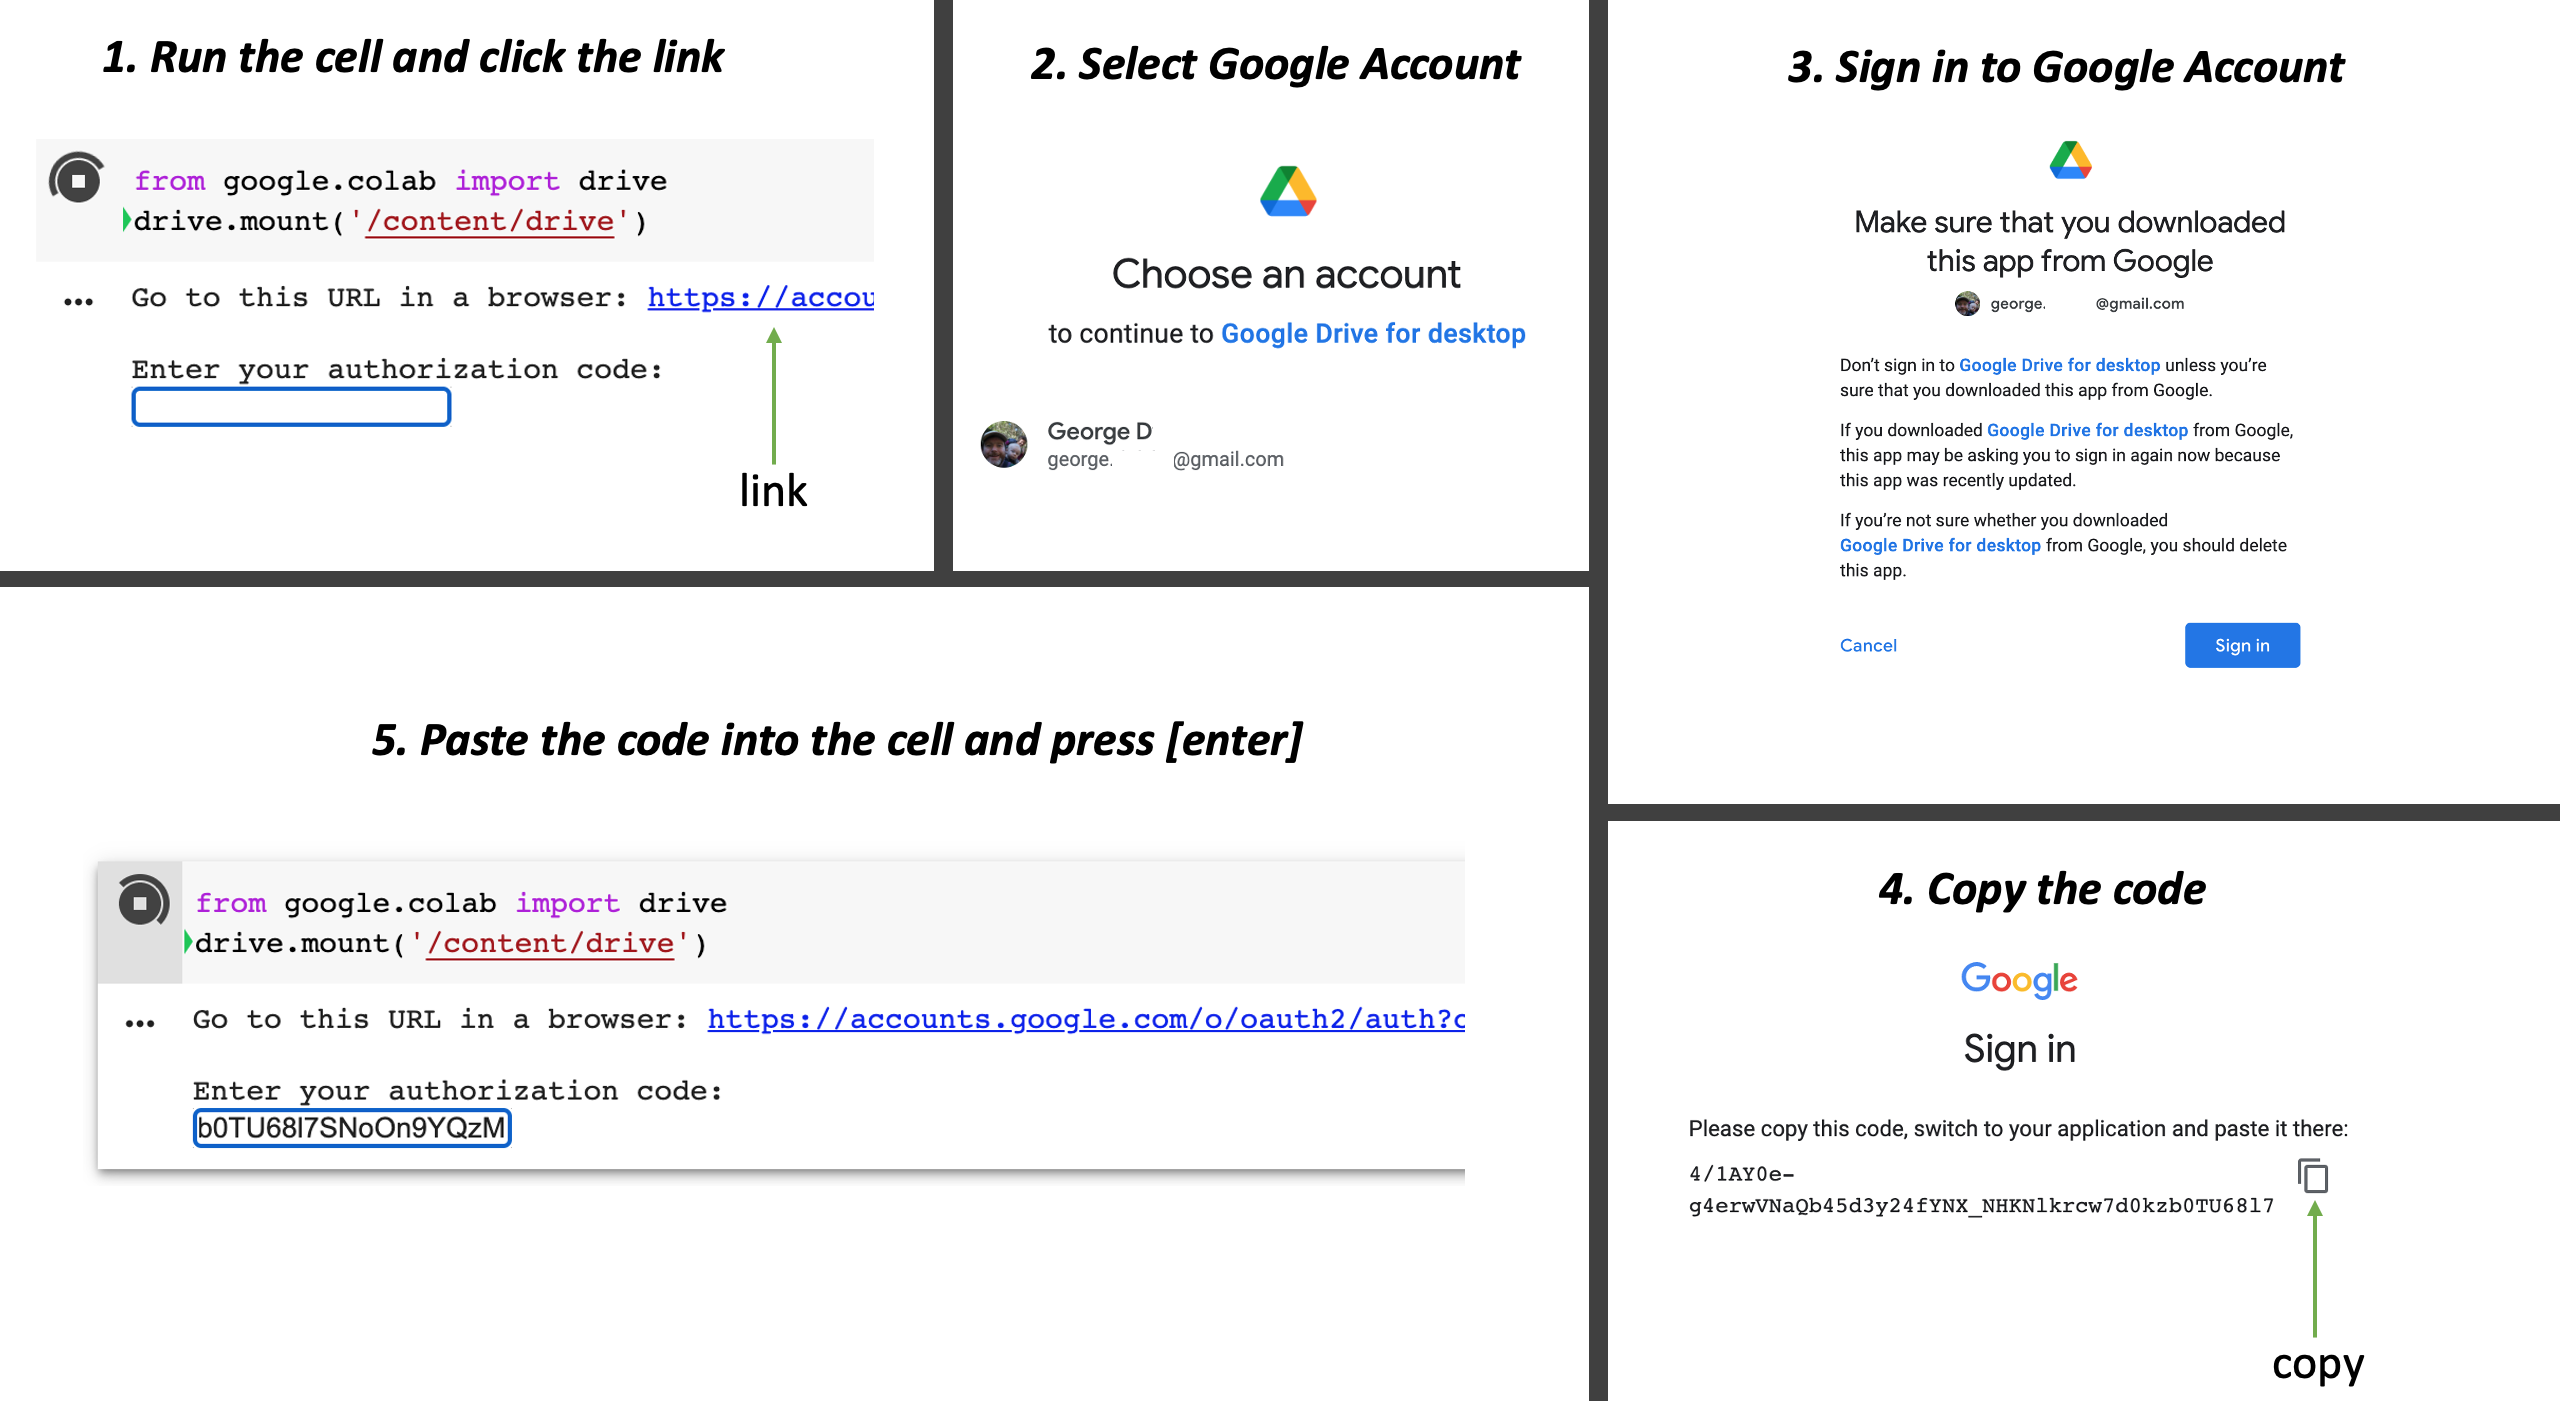 1. Run the cell and click the link
from google.colab import drive
drive.mount('/content/drive')
... Go to this URL in a browser: https://accou
Enter your authorization code:
link
2. Select Google Account
Choose an account
to continue to Google Drive for desktop
George D
george. @gmail.com
3. Sign in to Google Account
Make sure that you downloaded
this app from Google
george. @gmail.com
Don't sign in to Google Drive for desktop unless you're
sure that you downloaded this app from Google.
If you downloaded Google Drive for desktop from Google,
this app may be asking you to sign in again now because
this app was recently updated.
If you're not sure whether you downloaded
Google Drive for desktop from Google, you should delete
this app.
Cancel
Sign in
4. Copy the code
Google
Sign in
Please copy this code, switch to your application and paste it there:
4/1AY0e-
g4erwVNaQb45d3y24fYNX_NHKNlkrcw7d0kzb0TU68l7
copy
5. Paste the code into the cell and press [enter]
from google.colab import drive
drive.mount('/content/drive')
... Go to this URL in a browser: https://accounts.google.com/o/oauth2/auth?c
Enter your authorization code:
b0TU68l7SNoOn9YQzM